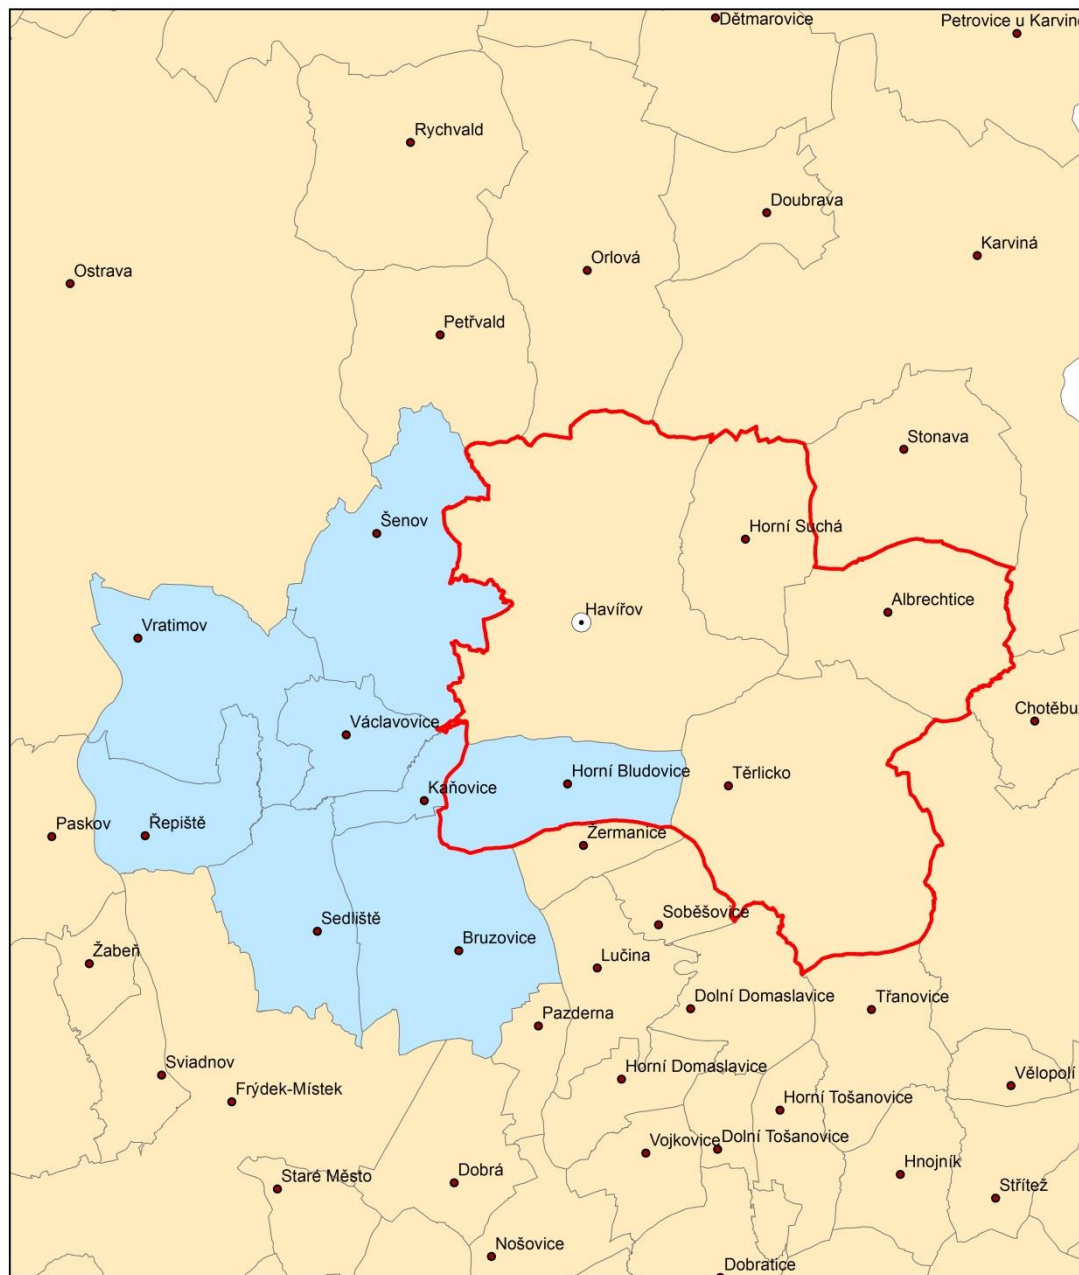 Dětmarovice
Petrovice u Karvin
Rychvald
Doubrava
Karviná
Orlová
Ostrava
Petřvald
Stonava
Šenov
Horní Suchá
Albrechtice
Havířov
Vratimov
Chotěbu
Václavovice
Horní Bludovice
Těrlicko
Kaňovice
Paskov
Řepiště
Žermanice
Soběšovice
Sedliště
Bruzovice
Žabeň
Lučina
Dolní Domaslavice
Třanovice
Pazderna
Sviadnov
Horní Domaslavice
Vělopolí
Frýdek-Místek
Horní Tošanovice
Vojkovice
Dolní Tošanovice
Hnojník
Staré Město
Dobrá
Střítež
Nošovice
Dobratice